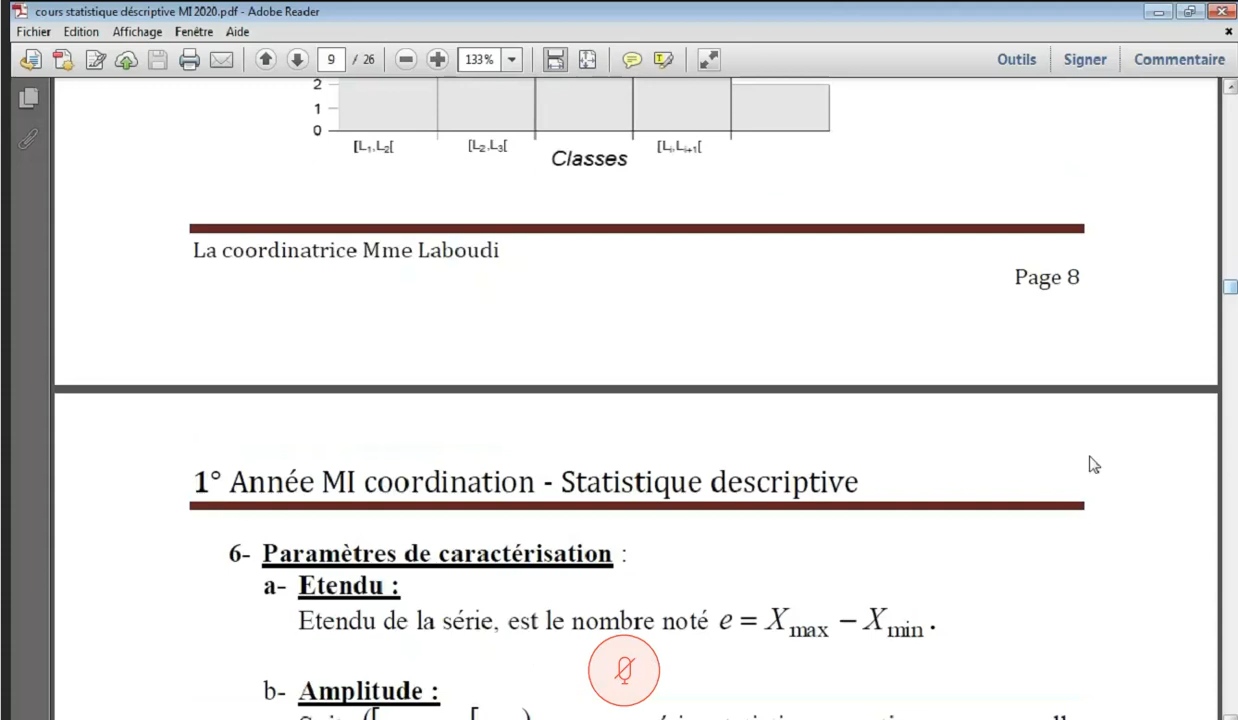 cours statistique déscriptive MI 2020.pdf - Adobe Reader
Fichier Edition Affichage Fenêtre Aide
9 / 26 133% Outils Signer Commentaire
2
1
0
[L₁,L₂[ [L₂,L₃[ [Lᵢ,Lᵢ₊₁[
Classes
La coordinatrice Mme Laboudi
Page 8
1° Année MI coordination - Statistique descriptive
6- Paramètres de caractérisation :
a- Etendu :
Etendu de la série, est le nombre noté e = Xmax − Xmin.
b- Amplitude :